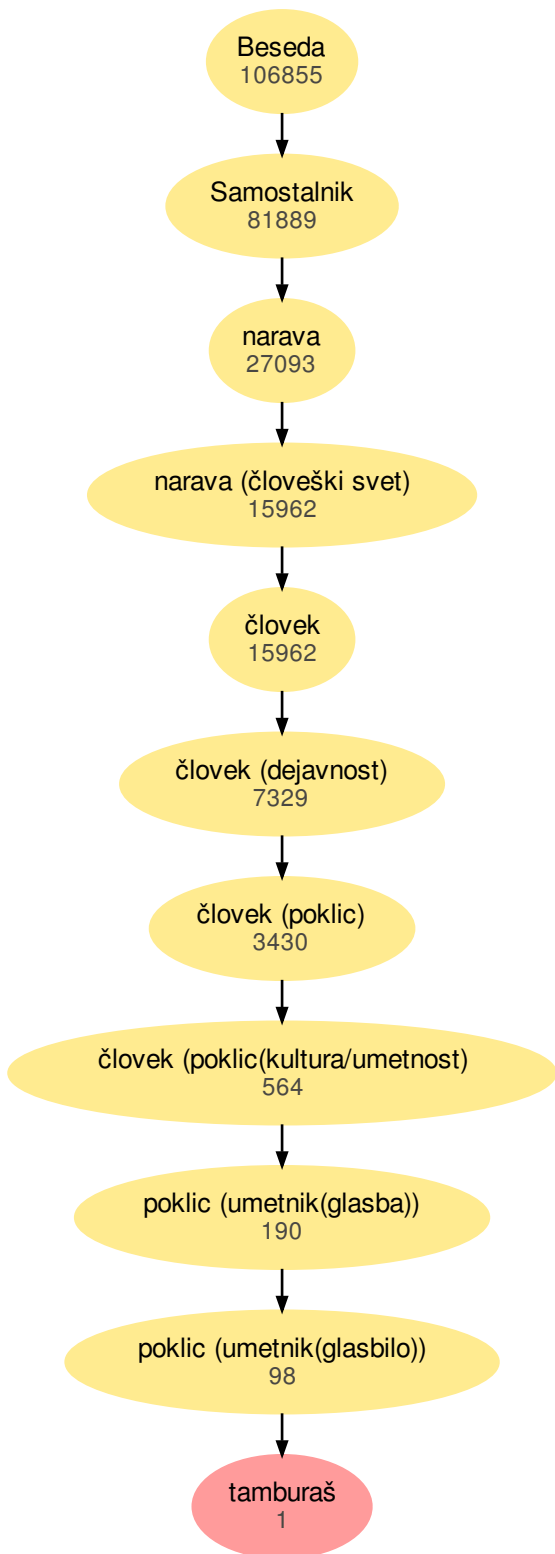 Beseda
106855
Samostalnik
81889
narava
27093
narava (človeški svet)
15962
človek
15962
človek (dejavnost)
7329
človek (poklic)
3430
človek (poklic(kultura/umetnost)
564
poklic (umetnik(glasba))
190
poklic (umetnik(glasbilo))
98
tamburaš
1